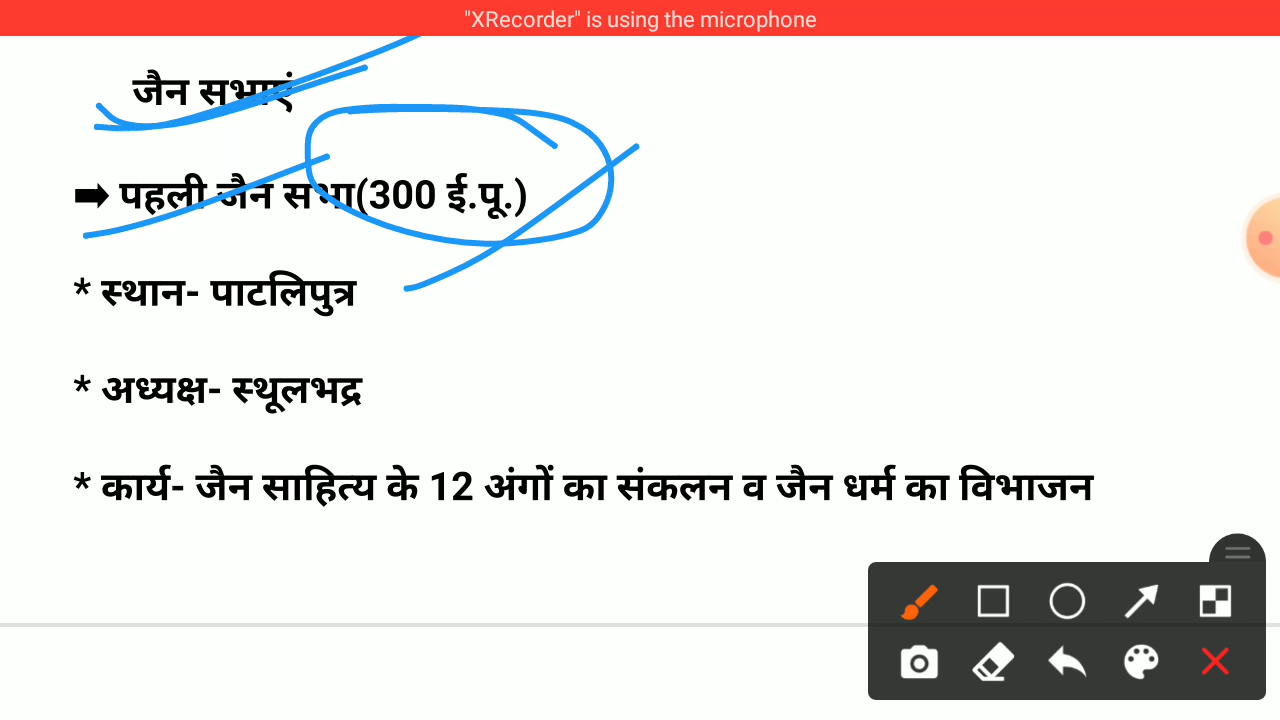 "XRecorder" is using the microphone
जैन सभाएं
➡ पहली जैन सभा(300 ई.पू.)
* स्थान- पाटलिपुत्र
* अध्यक्ष- स्थूलभद्र
* कार्य- जैन साहित्य के 12 अंगों का संकलन व जैन धर्म का विभाजन